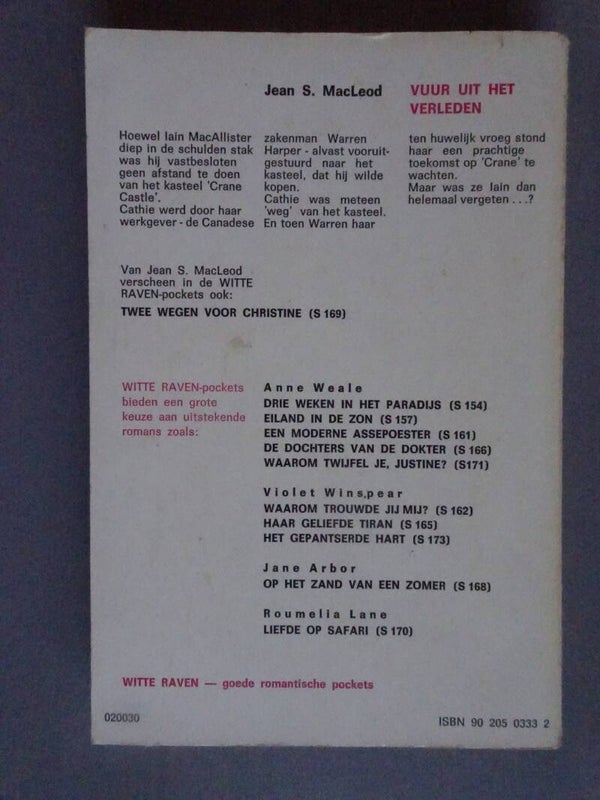 Jean S. MacLeod
VUUR UIT HET
VERLEDEN
Hoewel Iain MacAllister
diep in de schulden stak
was hij vastbesloten
geen afstand te doen
van het kasteel 'Crane
Castle'.
Cathie werd door haar
werkgever - de Canadese
zakenman Warren
Harper - alvast vooruit-
gestuurd naar het
kasteel, dat hij wilde
kopen.
Cathie was meteen
'weg' van het kasteel.
En toen Warren haar
ten huwelijk vroeg stond
haar een prachtige
toekomst op 'Crane' te
wachten.
Maar was ze Iain dan
helemaal vergeten . . .?
Van Jean S. MacLeod
verscheen in de WITTE
RAVEN-pockets ook:
TWEE WEGEN VOOR CHRISTINE (S 169)
WITTE RAVEN-pockets
bieden een grote
keuze aan uitstekende
romans zoals:
Anne Weale
DRIE WEKEN IN HET PARADIJS (S 154)
EILAND IN DE ZON (S 157)
EEN MODERNE ASSEPOESTER (S 161)
DE DOCHTERS VAN DE DOKTER (S 166)
WAAROM TWIJFEL JE, JUSTINE? (S171)
Violet Winspear
WAAROM TROUWDE JIJ MIJ? (S 162)
HAAR GELIEFDE TIRAN (S 165)
HET GEPANTSERDE HART (S 173)
Jane Arbor
OP HET ZAND VAN EEN ZOMER (S 168)
Roumelia Lane
LIEFDE OP SAFARI (S 170)
WITTE RAVEN — goede romantische pockets
020030
ISBN 90 205 0333 2